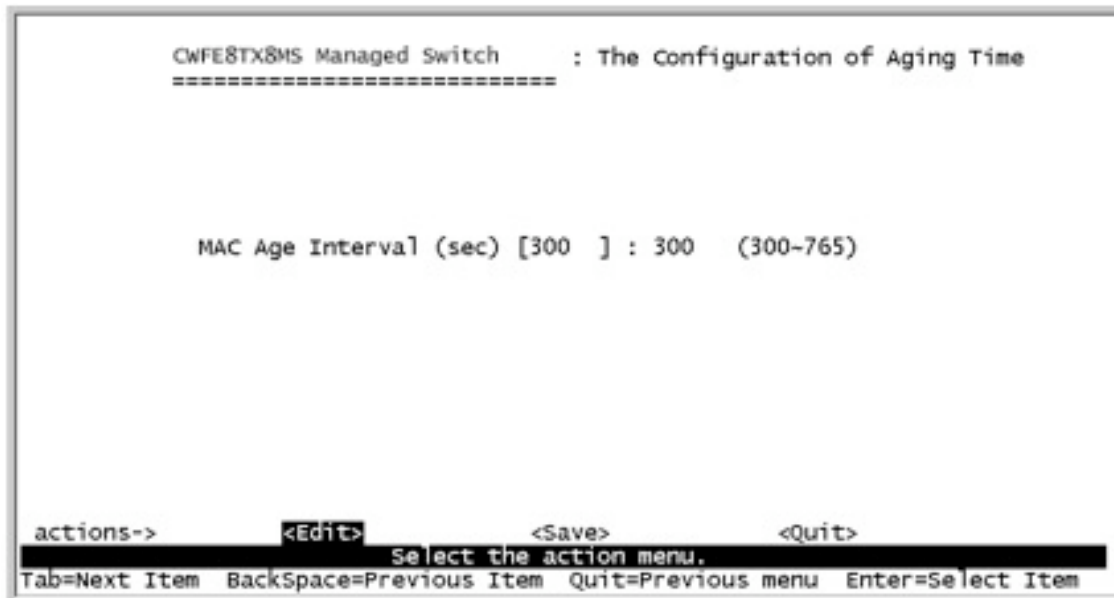 CWFE8TX8MS Managed Switch : The Configuration of Aging Time
============================
MAC Age Interval (sec) [300 ] : 300 (300~765)
actions-> <Edit> <Save> <Quit>
Select the action menu.
Tab=Next Item BackSpace=Previous Item Quit=Previous menu Enter=Select Item